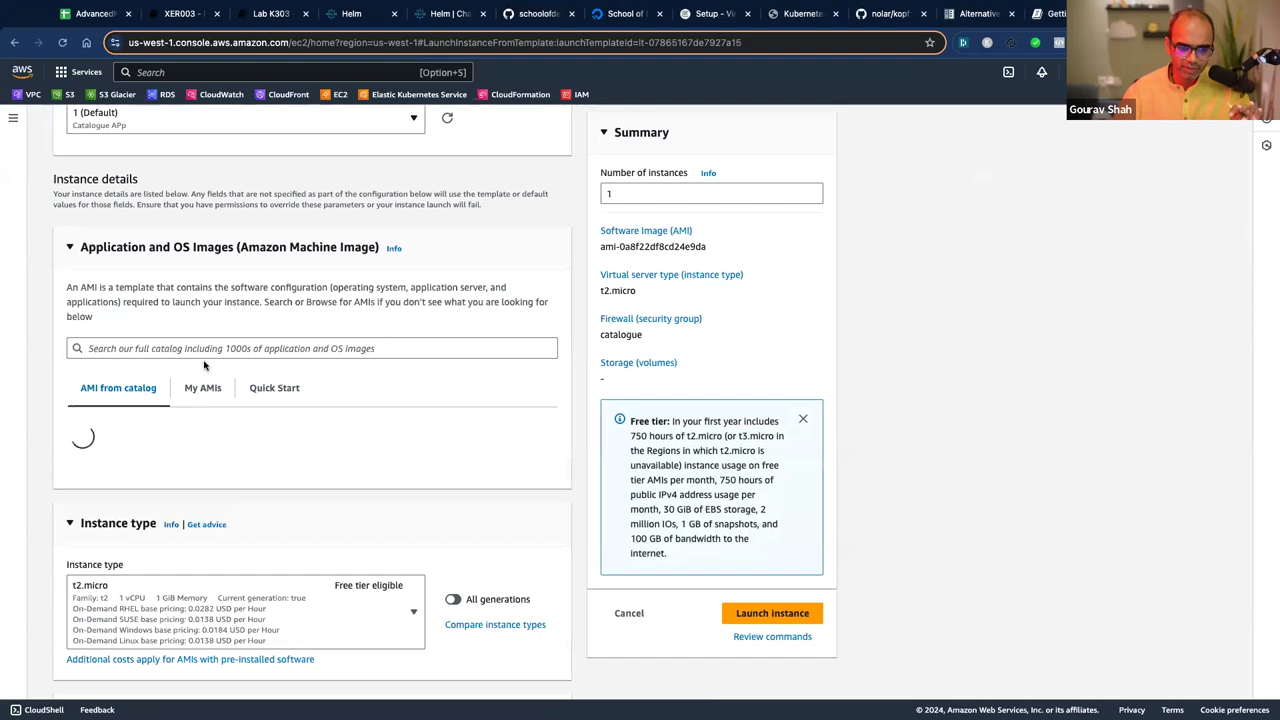 AdvancedK
XER003 -
Lab K303
Helm
Helm | Cha
schoolofde
School of
Setup - Vi
Kubernete
nolar/kopf
Alternative
Getti
us-west-1.console.aws.amazon.com/ec2/home?region=us-west-1#LaunchInstanceFromTemplate:launchTemplateId=lt-07865167de7927a15
aws
Services
Search
[Option+S]
VPC
S3
S3 Glacier
RDS
CloudWatch
CloudFront
EC2
Elastic Kubernetes Service
CloudFormation
IAM
Gourav Shah
1 (Default)
Catalogue APp
Instance details
Your instance details are listed below. Any fields that are not specified as part of the configuration below will use the template or default
values for those fields. Ensure that you have permissions to override these parameters or your instance launch will fail.
Application and OS Images (Amazon Machine Image) Info
An AMI is a template that contains the software configuration (operating system, application server, and
applications) required to launch your instance. Search or Browse for AMIs if you don't see what you are looking for
below
Search our full catalog including 1000s of application and OS images
AMI from catalog
My AMIs
Quick Start
Instance type Info | Get advice
Instance type
t2.micro
Free tier eligible
Family: t2 1 vCPU 1 GiB Memory Current generation: true
On-Demand RHEL base pricing: 0.0282 USD per Hour
On-Demand SUSE base pricing: 0.0138 USD per Hour
On-Demand Windows base pricing: 0.0184 USD per Hour
On-Demand Linux base pricing: 0.0138 USD per Hour
All generations
Compare instance types
Additional costs apply for AMIs with pre-installed software
Summary
Number of instances Info
1
Software Image (AMI)
ami-0a8f22df8cd24e9da
Virtual server type (instance type)
t2.micro
Firewall (security group)
catalogue
Storage (volumes)
-
Free tier: In your first year includes
750 hours of t2.micro (or t3.micro in
the Regions in which t2.micro is
unavailable) instance usage on free
tier AMIs per month, 750 hours of
public IPv4 address usage per
month, 30 GiB of EBS storage, 2
million IOs, 1 GB of snapshots, and
100 GB of bandwidth to the
internet.
Cancel
Launch instance
Review commands
CloudShell
Feedback
© 2024, Amazon Web Services, Inc. or its affiliates.
Privacy
Terms
Cookie preferences